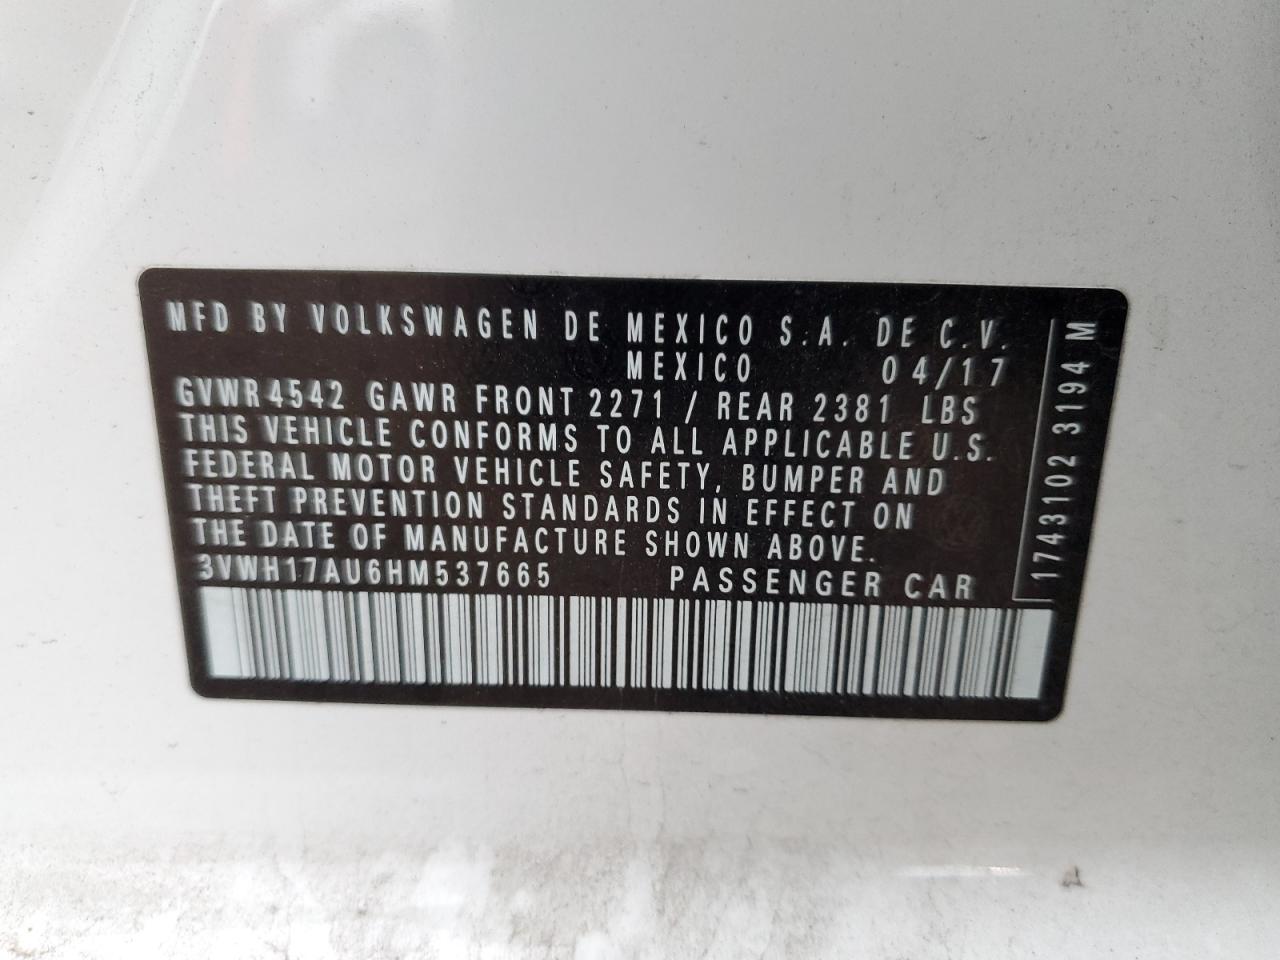 MFD BY VOLKSWAGEN DE MEXICO S.A. DE C.V.
MEXICO 04/17
GVWR 4542 GAWR FRONT 2271 / REAR 2381 LBS
THIS VEHICLE CONFORMS TO ALL APPLICABLE U.S.
FEDERAL MOTOR VEHICLE SAFETY, BUMPER AND
THEFT PREVENTION STANDARDS IN EFFECT ON
THE DATE OF MANUFACTURE SHOWN ABOVE.
3VWH17AU6HM537665 PASSENGER CAR
1743102 3194 M